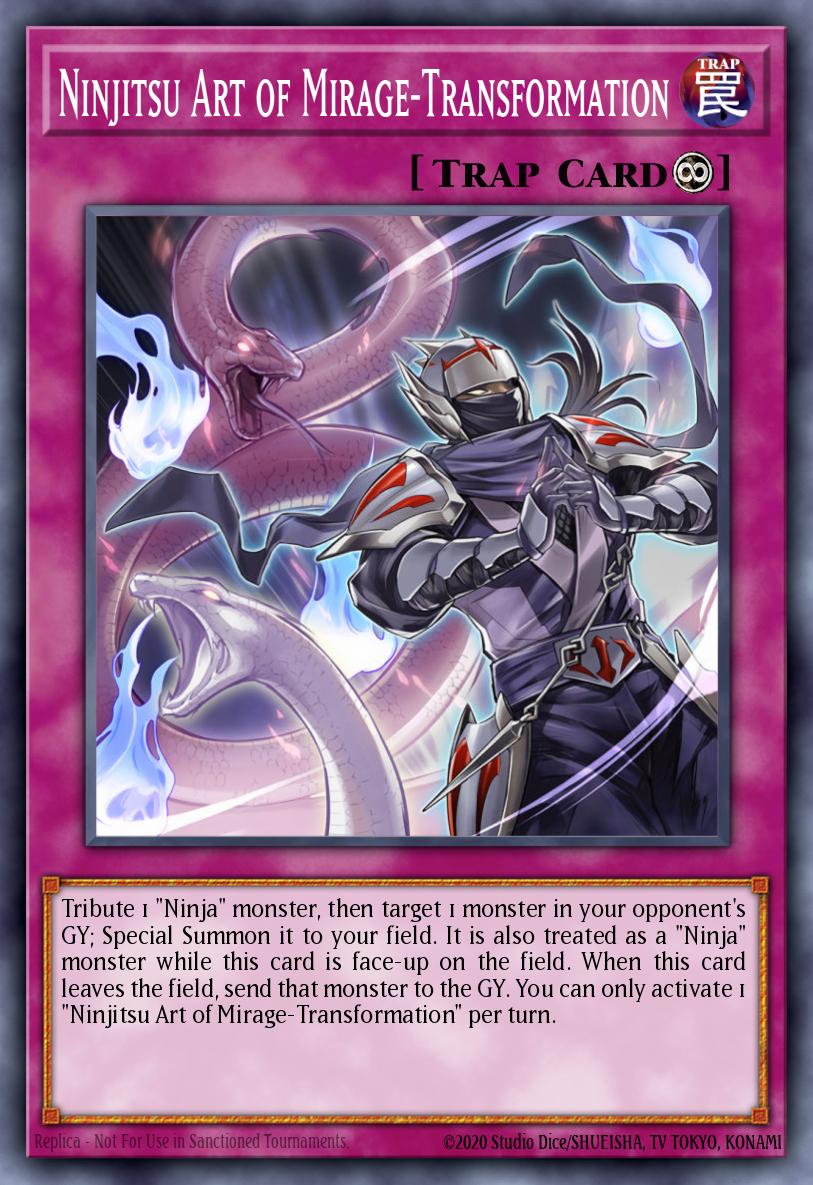 Ninjitsu Art of Mirage-Transformation
TRAP
罠
[ Trap Card ]
Tribute 1 "Ninja" monster, then target 1 monster in your opponent's
GY; Special Summon it to your field. It is also treated as a "Ninja"
monster while this card is face-up on the field. When this card
leaves the field, send that monster to the GY. You can only activate 1
"Ninjitsu Art of Mirage-Transformation" per turn.
Replica - Not For Use in Sanctioned Tournaments.
©2020 Studio Dice/SHUEISHA, TV TOKYO, KONAMI